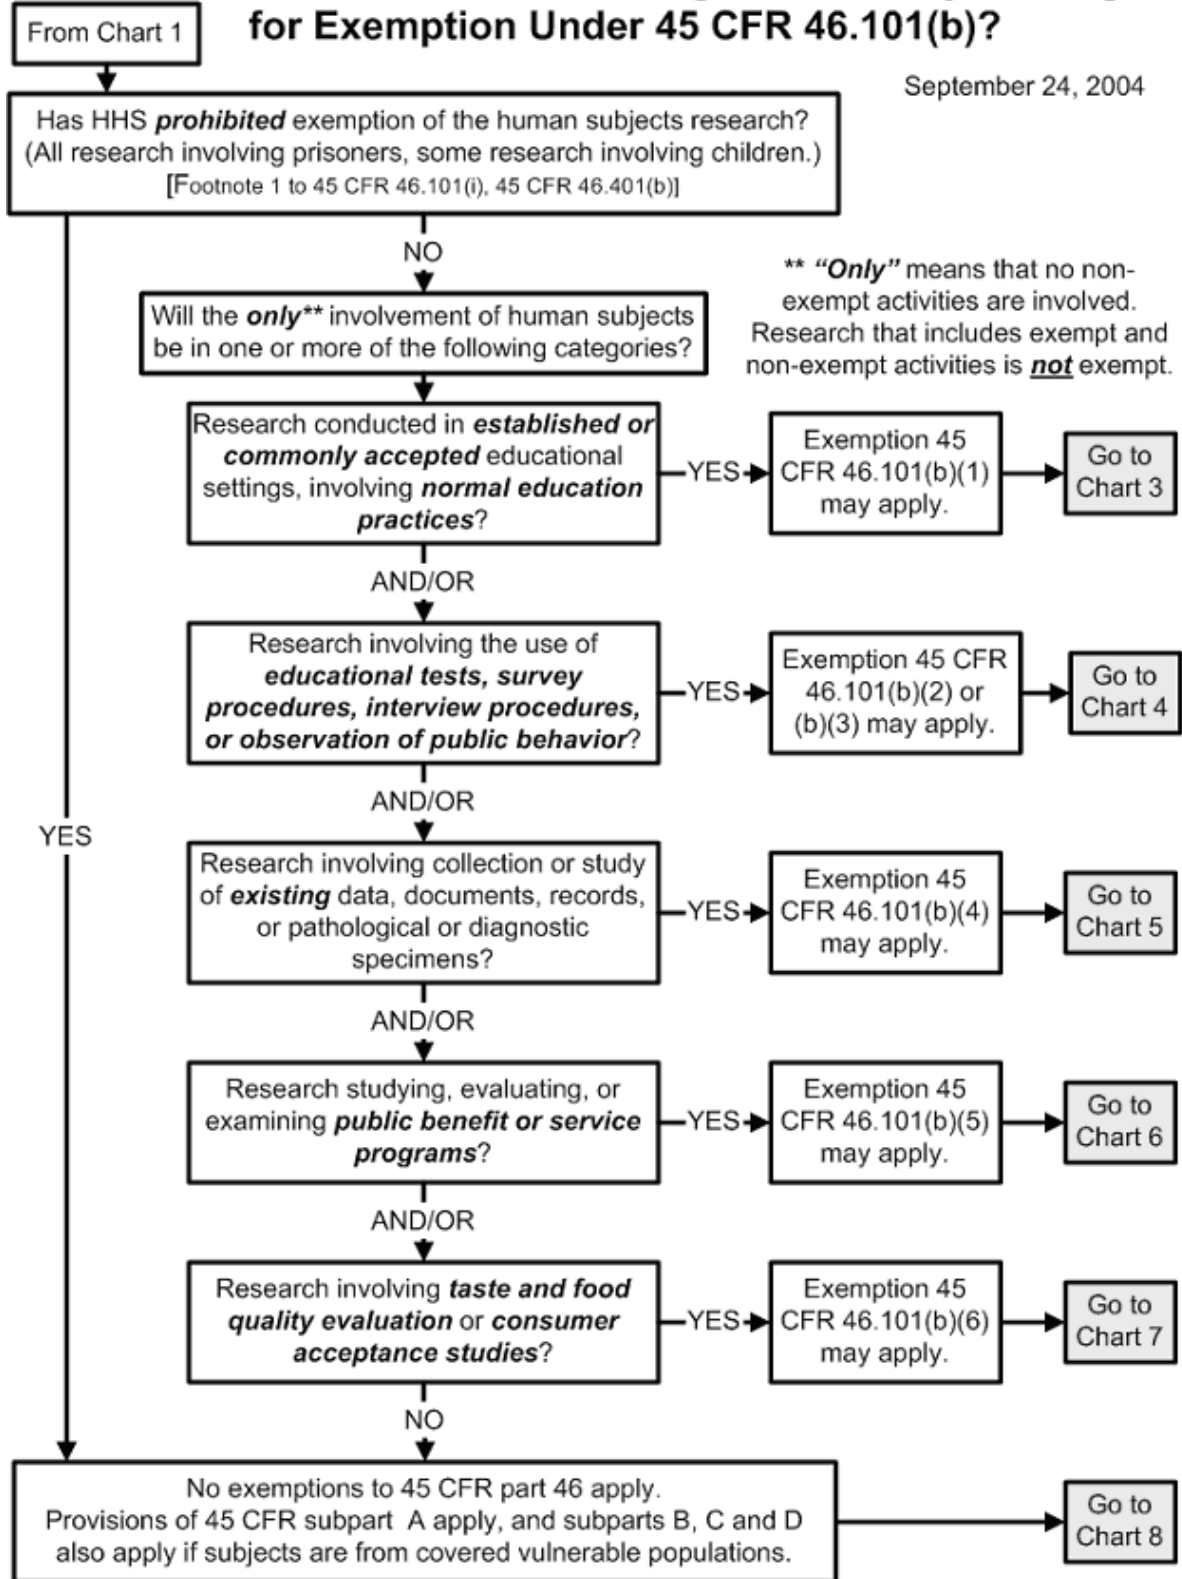 From Chart 1
for Exemption Under 45 CFR 46.101(b)?
September 24, 2004
Has HHS prohibited exemption of the human subjects research?
(All research involving prisoners, some research involving children.)
[Footnote 1 to 45 CFR 46.101(i), 45 CFR 46.401(b)]
NO
** “Only” means that no non-
exempt activities are involved.
Research that includes exempt and
non-exempt activities is not exempt.
Will the only** involvement of human subjects
be in one or more of the following categories?
Research conducted in established or
commonly accepted educational
settings, involving normal education
practices?
YES
Exemption 45
CFR 46.101(b)(1)
may apply.
Go to
Chart 3
AND/OR
Research involving the use of
educational tests, survey
procedures, interview procedures,
or observation of public behavior?
YES
Exemption 45 CFR
46.101(b)(2) or
(b)(3) may apply.
Go to
Chart 4
AND/OR
YES
Research involving collection or study
of existing data, documents, records,
or pathological or diagnostic
specimens?
YES
Exemption 45
CFR 46.101(b)(4)
may apply.
Go to
Chart 5
AND/OR
Research studying, evaluating, or
examining public benefit or service
programs?
YES
Exemption 45
CFR 46.101(b)(5)
may apply.
Go to
Chart 6
AND/OR
Research involving taste and food
quality evaluation or consumer
acceptance studies?
YES
Exemption 45
CFR 46.101(b)(6)
may apply.
Go to
Chart 7
NO
No exemptions to 45 CFR part 46 apply.
Provisions of 45 CFR subpart A apply, and subparts B, C and D
also apply if subjects are from covered vulnerable populations.
Go to
Chart 8